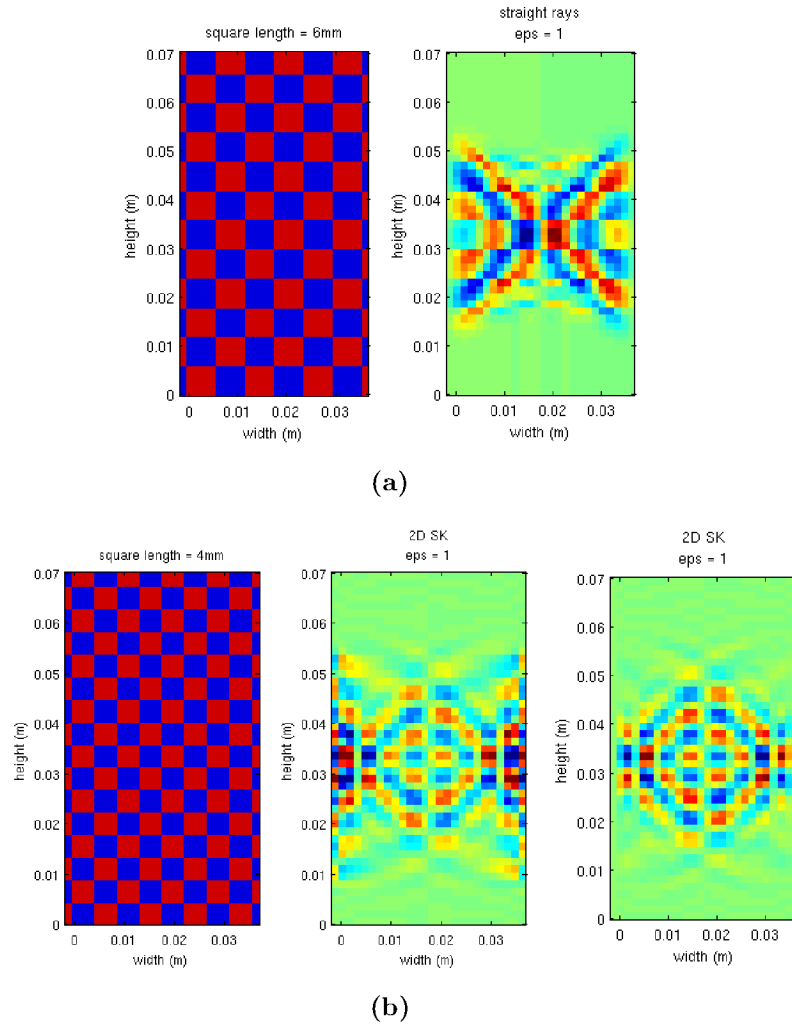 square length = 6mm
straight rays
eps = 1
height (m)
0.07
0.06
0.05
0.04
0.03
0.02
0.01
0
0 0.01 0.02 0.03
width (m)
height (m)
0.07
0.06
0.05
0.04
0.03
0.02
0.01
0
0 0.01 0.02 0.03
width (m)
(a)
square length = 4mm
2D SK
eps = 1
2D SK
eps = 1
height (m)
0.07
0.06
0.05
0.04
0.03
0.02
0.01
0
0 0.01 0.02 0.03
width (m)
height (m)
0.07
0.06
0.05
0.04
0.03
0.02
0.01
0
0 0.01 0.02 0.03
width (m)
height (m)
0.07
0.06
0.05
0.04
0.03
0.02
0.01
0
0 0.01 0.02 0.03
width (m)
(b)